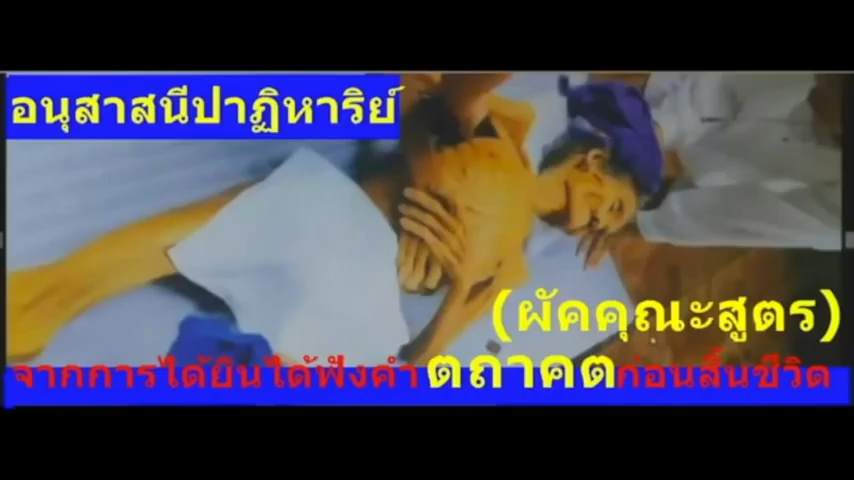 อนุสาสนีปาฏิหาริย์
(ผัคคุณะสูตร)
จากการได้ยินได้ฟังคำ ตถาคต ก่อนสิ้นชีวิต